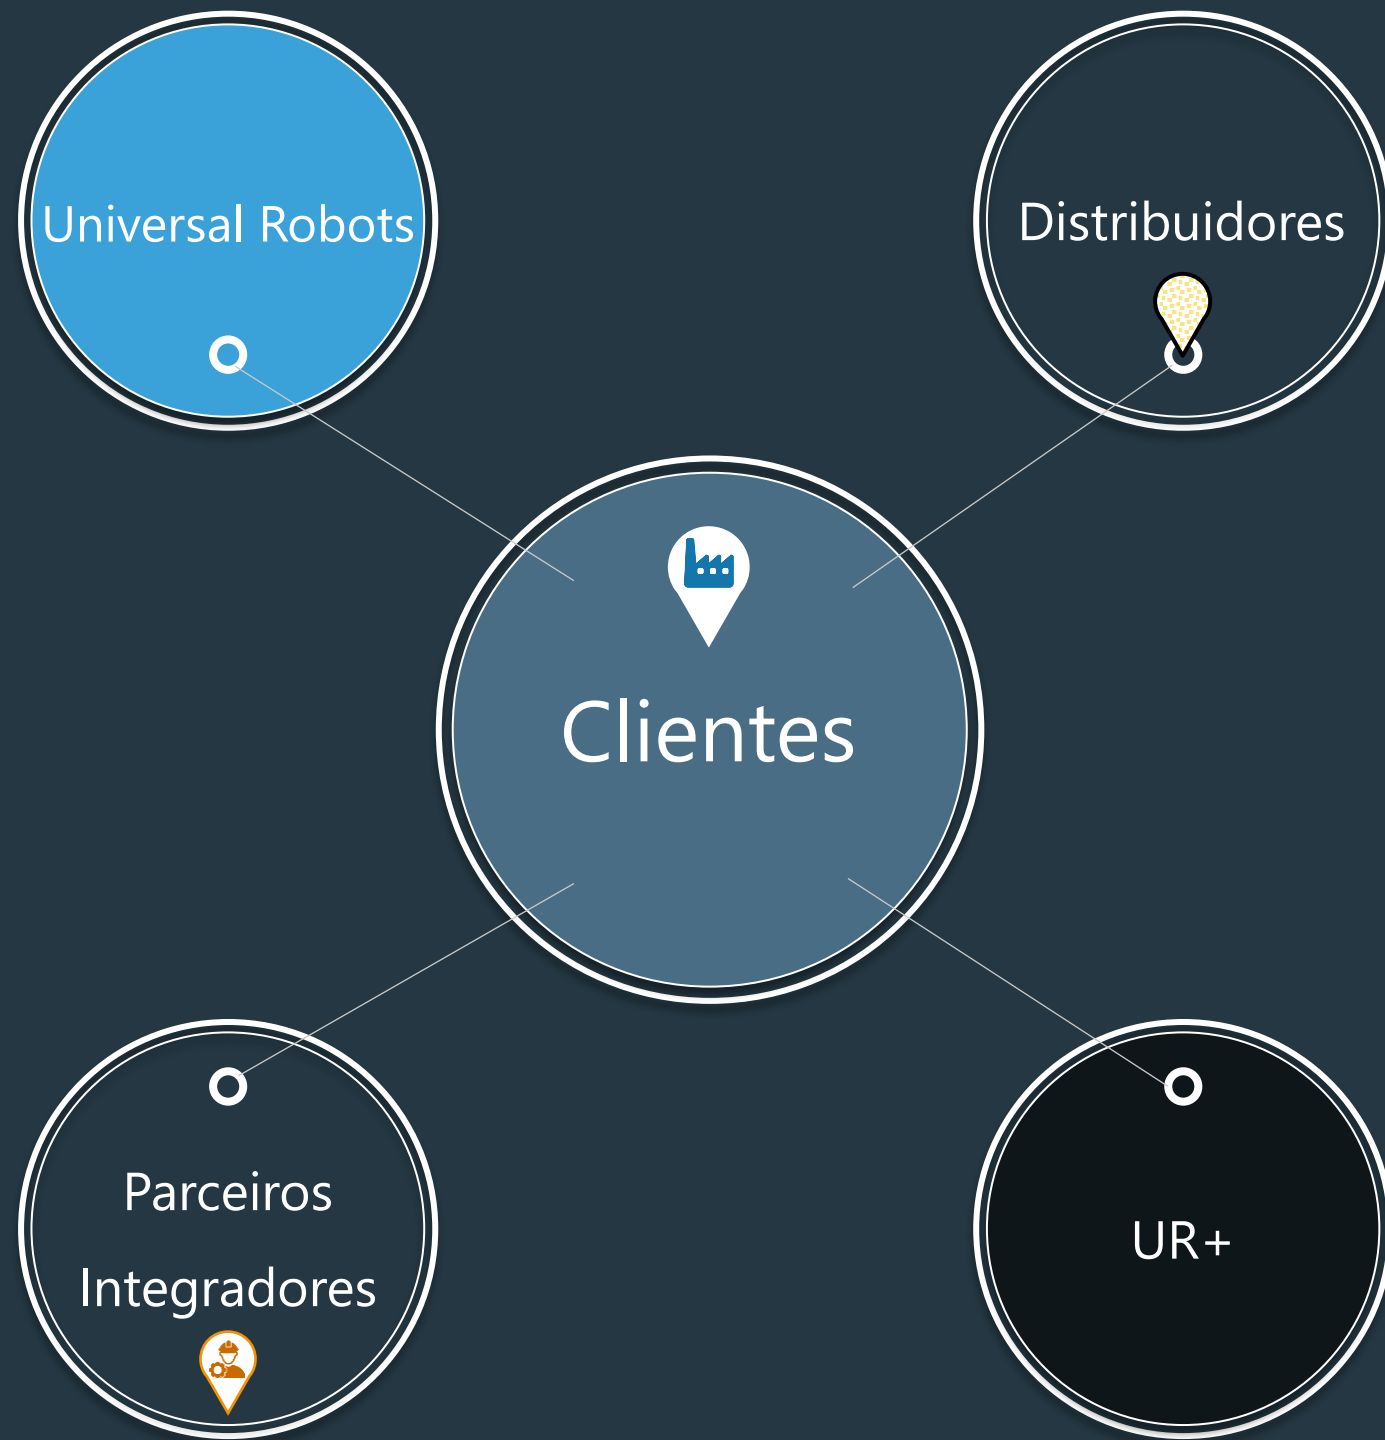 Universal Robots
Distribuidores
Clientes
Parceiros
Integradores
UR+